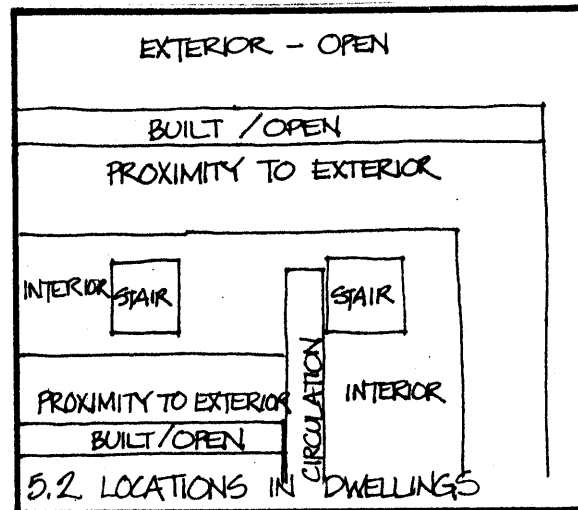 EXTERIOR - OPEN
BUILT / OPEN
PROXIMITY TO EXTERIOR
INTERIOR
STAIR
STAIR
CIRCULATION
INTERIOR
PROXIMITY TO EXTERIOR
BUILT/OPEN
5.2 LOCATIONS IN DWELLINGS